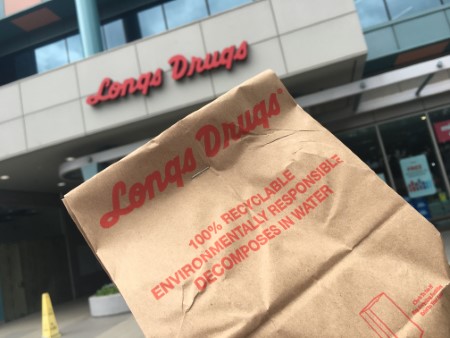 Longs Drugs
Longs Drugs
100% RECYCLABLE
ENVIRONMENTALLY RESPONSIBLE
DECOMPOSES IN WATER